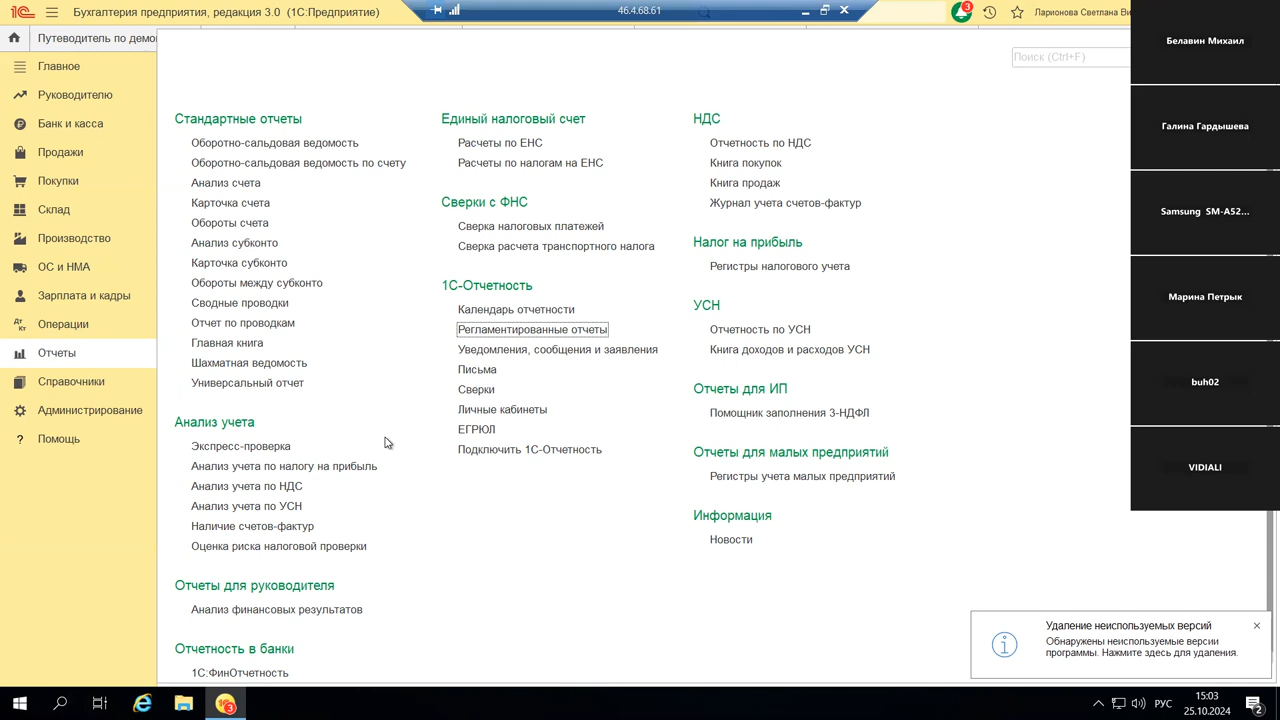 Бухгалтерия предприятия, редакция 3.0 (1С:Предприятие)
46.4.68.61
3
Ларионова Светлана Ви
Путеводитель по демо
Поиск (Ctrl+F)
Главное
Руководителю
Банк и касса
Продажи
Покупки
Склад
Производство
ОС и НМА
Зарплата и кадры
Операции
Отчеты
Справочники
Администрирование
Помощь
Стандартные отчеты
Оборотно-сальдовая ведомость
Оборотно-сальдовая ведомость по счету
Анализ счета
Карточка счета
Обороты счета
Анализ субконто
Карточка субконто
Обороты между субконто
Сводные проводки
Отчет по проводкам
Главная книга
Шахматная ведомость
Универсальный отчет
Анализ учета
Экспресс-проверка
Анализ учета по налогу на прибыль
Анализ учета по НДС
Анализ учета по УСН
Наличие счетов-фактур
Оценка риска налоговой проверки
Отчеты для руководителя
Анализ финансовых результатов
Отчетность в банки
1С:ФинОтчетность
Единый налоговый счет
Расчеты по ЕНС
Расчеты по налогам на ЕНС
Сверки с ФНС
Сверка налоговых платежей
Сверка расчета транспортного налога
1С-Отчетность
Календарь отчетности
Регламентированные отчеты
Уведомления, сообщения и заявления
Письма
Сверки
Личные кабинеты
ЕГРЮЛ
Подключить 1С-Отчетность
НДС
Отчетность по НДС
Книга покупок
Книга продаж
Журнал учета счетов-фактур
Налог на прибыль
Регистры налогового учета
УСН
Отчетность по УСН
Книга доходов и расходов УСН
Отчеты для ИП
Помощник заполнения 3-НДФЛ
Отчеты для малых предприятий
Регистры учета малых предприятий
Информация
Новости
Белавин Михаил
Галина Гардышева
Samsung SM-A52...
Марина Петрык
buh02
VIDIALI
Удаление неиспользуемых версий
Обнаружены неиспользуемые версии
программы. Нажмите здесь для удаления.
3
РУС
15:03
25.10.2024
2